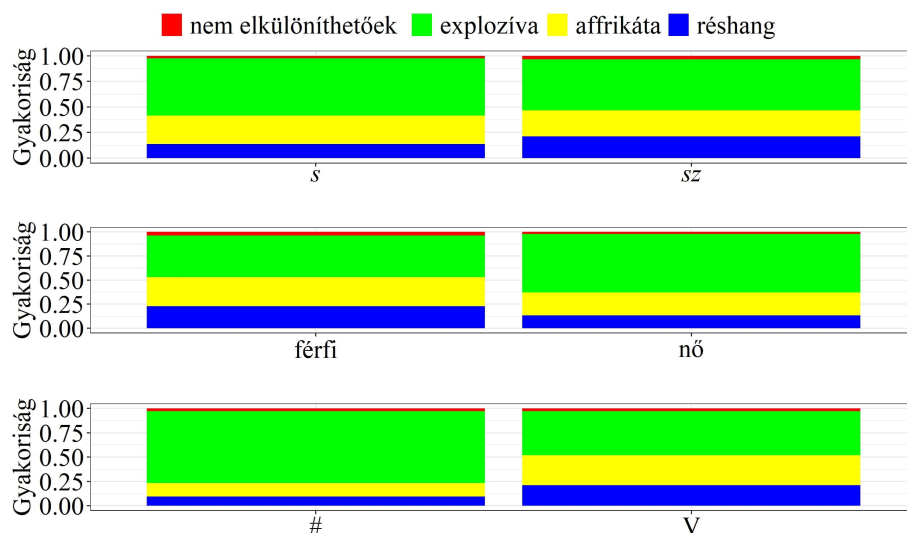 nem elkülöníthetőek explozíva affrikáta réshang
Gyakoriság
1.00
0.75
0.50
0.25
0.00
s sz
Gyakoriság
1.00
0.75
0.50
0.25
0.00
férfi nő
Gyakoriság
1.00
0.75
0.50
0.25
0.00
# V